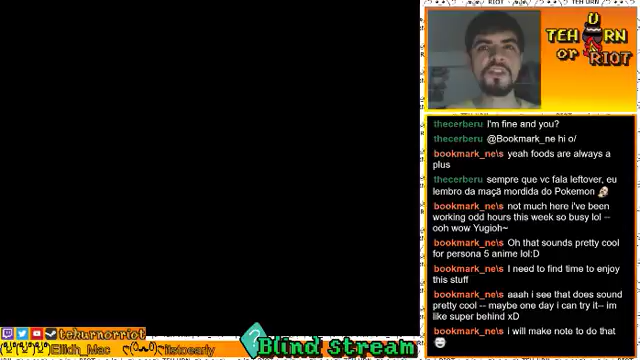 TEH URN
or RIOT
thecerberu I'm fine and you?
thecerberu @Bookmark_ne hi o/
bookmark_ne\s yeah foods are always a
plus
thecerberu sempre que vc fala leftover, eu
lembro da maçã mordida do Pokemon
bookmark_ne\s not much here i've been
working odd hours this week so busy lol --
ooh wow Yugioh~
bookmark_ne\s Oh that sounds pretty cool
for persona 5 anime lol:D
bookmark_ne\s I need to find time to enjoy
this stuff
bookmark_ne\s aaah i see that does sound
pretty cool -- maybe one day i can try it-- im
like super behind xD
bookmark_ne\s i will make note to do that
tehurnorriot
Blind Stream